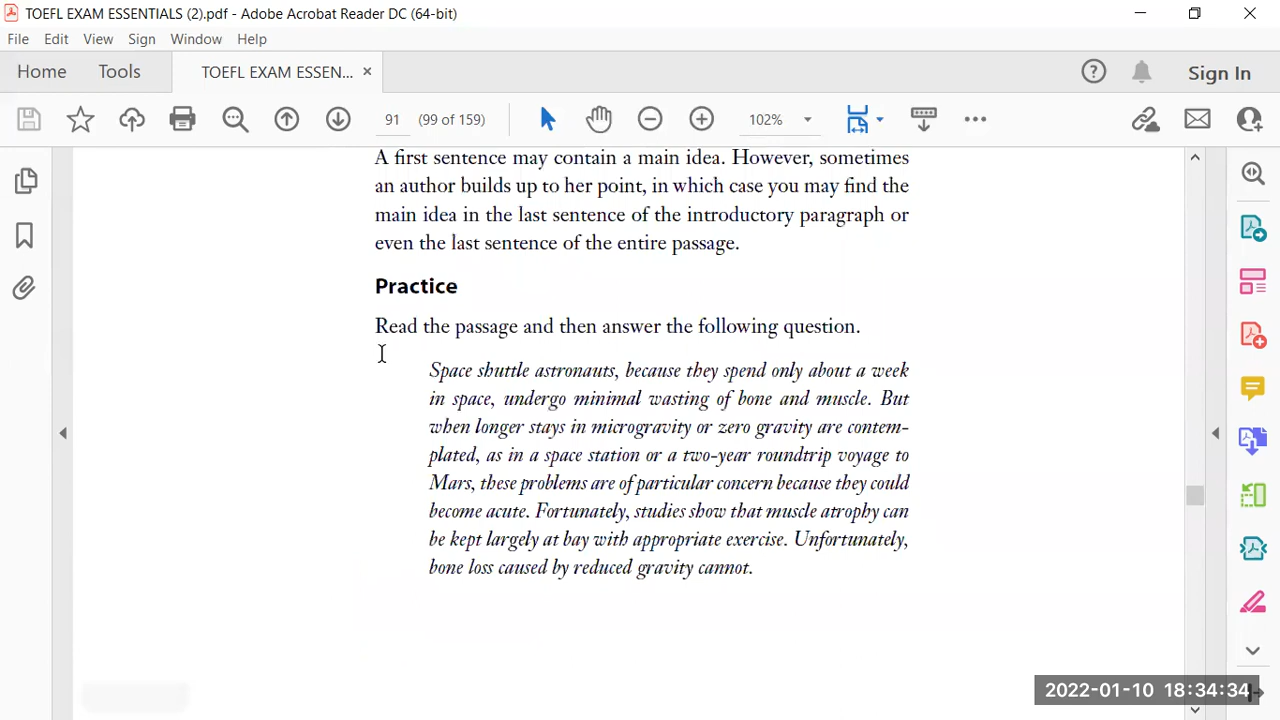 TOEFL EXAM ESSENTIALS (2).pdf - Adobe Acrobat Reader DC (64-bit)
File Edit View Sign Window Help
Home Tools TOEFL EXAM ESSEN... × Sign In
91 (99 of 159) 102%
A first sentence may contain a main idea. However, sometimes
an author builds up to her point, in which case you may find the
main idea in the last sentence of the introductory paragraph or
even the last sentence of the entire passage.
Practice
Read the passage and then answer the following question.
Space shuttle astronauts, because they spend only about a week
in space, undergo minimal wasting of bone and muscle. But
when longer stays in microgravity or zero gravity are contem-
plated, as in a space station or a two-year roundtrip voyage to
Mars, these problems are of particular concern because they could
become acute. Fortunately, studies show that muscle atrophy can
be kept largely at bay with appropriate exercise. Unfortunately,
bone loss caused by reduced gravity cannot.
2022-01-10 18:34:34